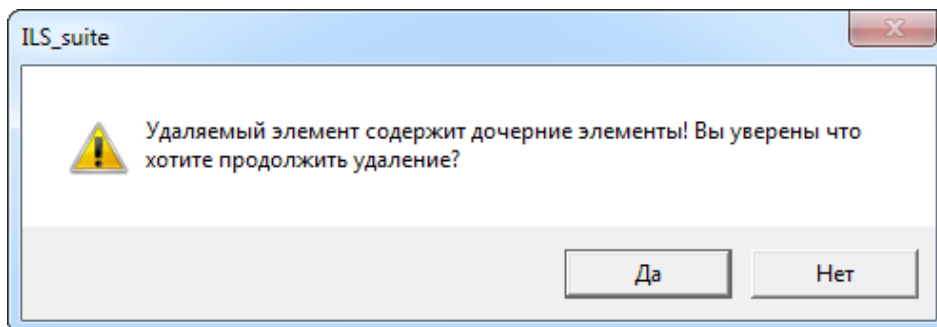 ILS_suite
Удаляемый элемент содержит дочерние элементы! Вы уверены что
хотите продолжить удаление?
Да
Нет